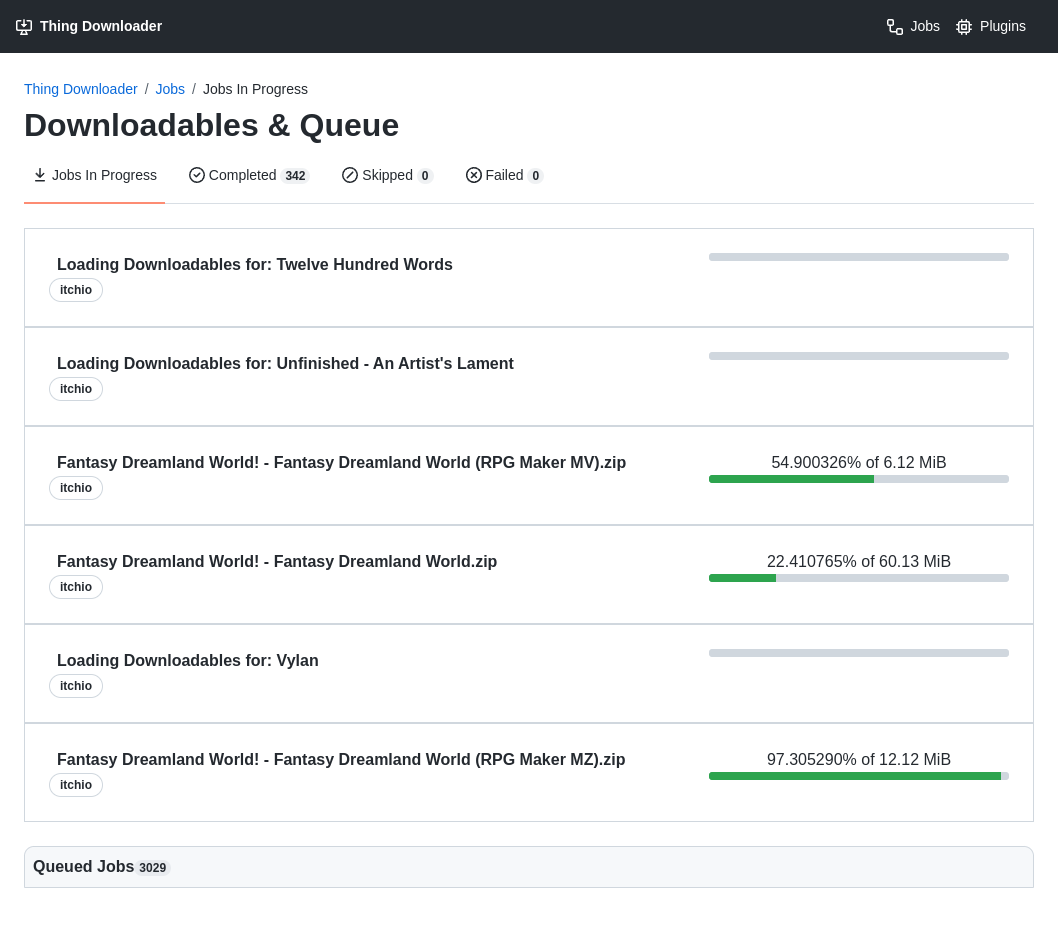 Thing Downloader
Jobs
Plugins
Thing Downloader / Jobs / Jobs In Progress
Downloadables & Queue
Jobs In Progress
Completed 342
Skipped 0
Failed 0
Loading Downloadables for: Twelve Hundred Words
itchio
Loading Downloadables for: Unfinished - An Artist's Lament
itchio
Fantasy Dreamland World! - Fantasy Dreamland World (RPG Maker MV).zip
54.900326% of 6.12 MiB
itchio
Fantasy Dreamland World! - Fantasy Dreamland World.zip
22.410765% of 60.13 MiB
itchio
Loading Downloadables for: Vylan
itchio
Fantasy Dreamland World! - Fantasy Dreamland World (RPG Maker MZ).zip
97.305290% of 12.12 MiB
itchio
Queued Jobs 3029